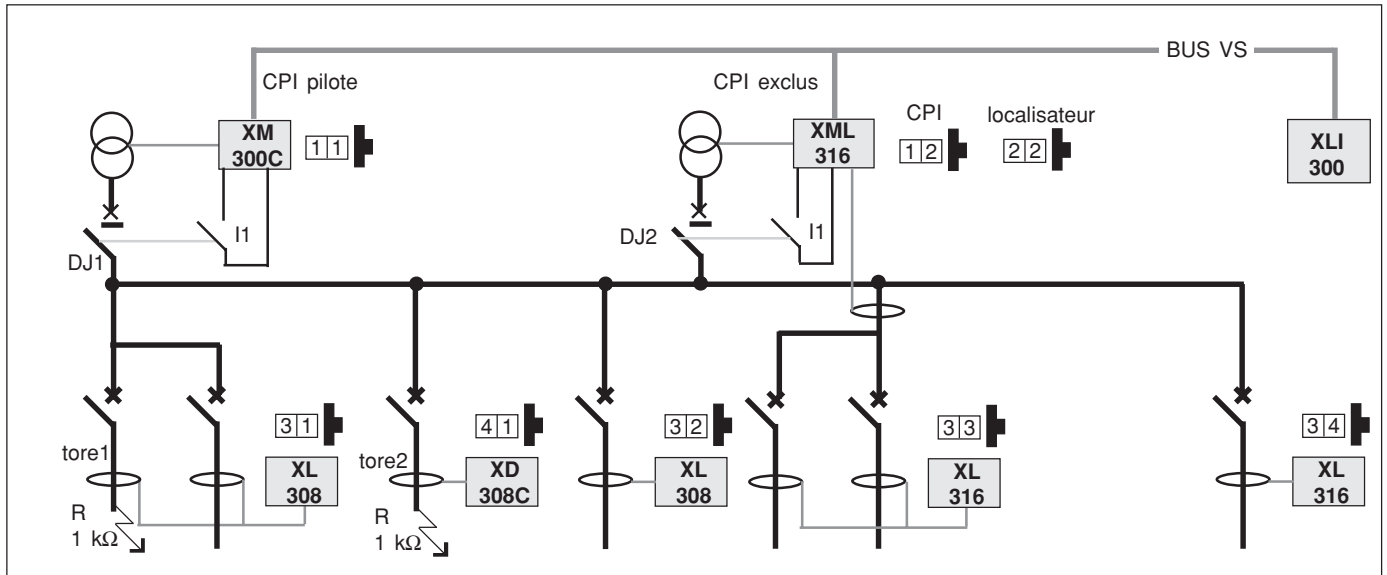 BUS VS
CPI pilote
CPI exclus
XM
300C
1 1
XML
316
CPI
1 2
localisateur
2 2
XLI
300
I1
DJ1
DJ2
I1
tore1
3 1
XL
308
R
1 kΩ
tore2
4 1
XD
308C
R
1 kΩ
3 2
XL
308
3 3
XL
316
3 4
XL
316